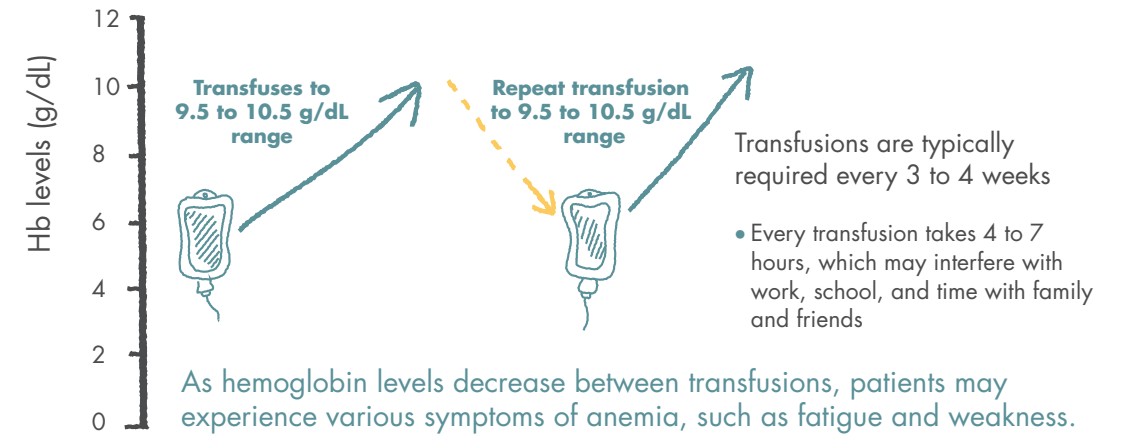 Hb levels (g/dL)
12
10
8
6
4
2
0
Transfuses to
9.5 to 10.5 g/dL
range
Repeat transfusion
to 9.5 to 10.5 g/dL
range
Transfusions are typically
required every 3 to 4 weeks
• Every transfusion takes 4 to 7
hours, which may interfere with
work, school, and time with family
and friends
As hemoglobin levels decrease between transfusions, patients may
experience various symptoms of anemia, such as fatigue and weakness.